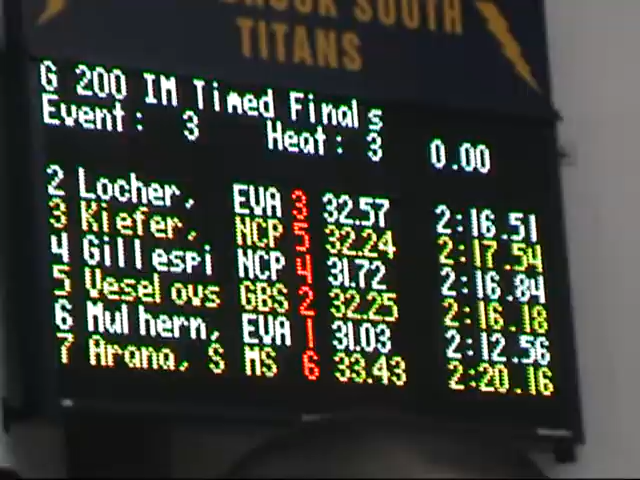 SOUTH
TITANS
G 200 IM Timed Finals
Event: 3 Heat: 3 0.00
2 Locher, EVA 3 32.57 2:16.51
3 Kiefer, NCP 5 32.24 2:17.54
4 Gillespi NCP 4 31.72 2:16.84
5 Veselovs GBS 2 32.25 2:16.18
6 Mulhern, EVA 1 31.03 2:12.56
7 Arana, S MS 6 33.43 2:20.16